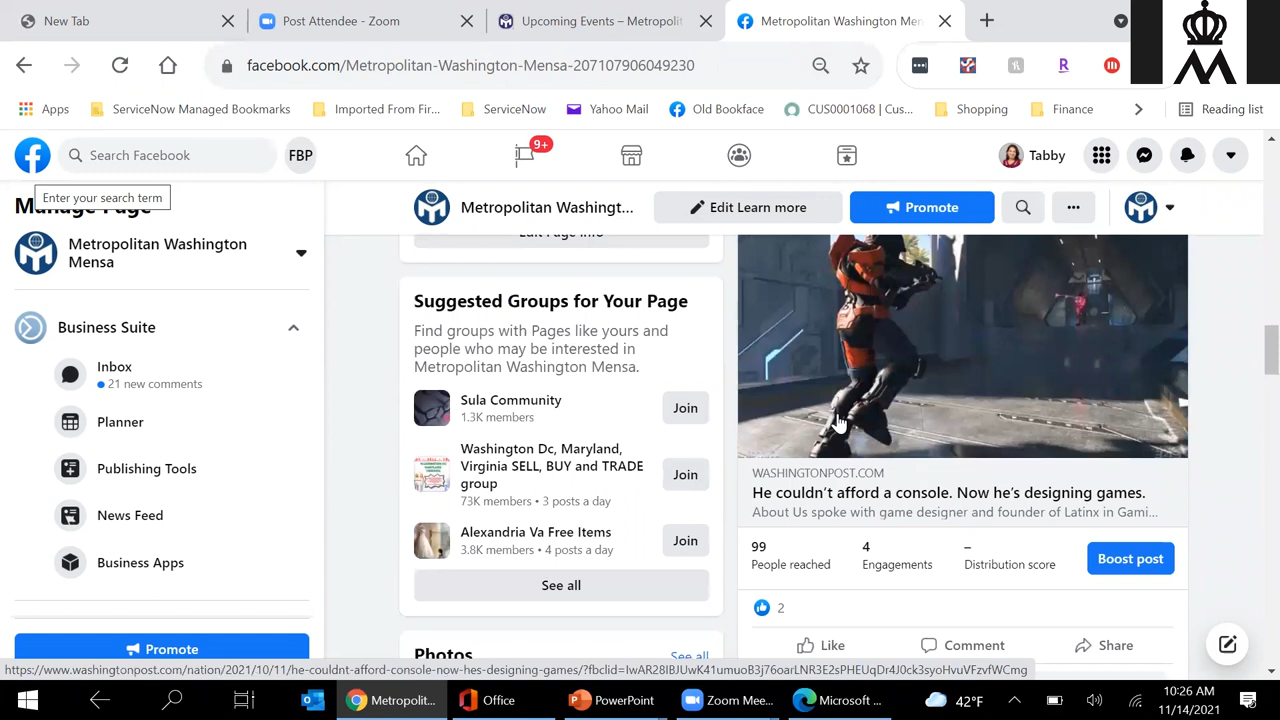 New Tab
Post Attendee - Zoom
Upcoming Events – Metropolit
Metropolitan Washington Men
facebook.com/Metropolitan-Washington-Mensa-207107906049230
Apps
ServiceNow Managed Bookmarks
Imported From Fir...
ServiceNow
Yahoo Mail
Old Bookface
CUS0001068 | Cus...
Shopping
Finance
Reading list
Search Facebook
FBP
9+
Tabby
Enter your search term
Manage Page
Metropolitan Washingt...
Edit Learn more
Promote
Metropolitan Washington
Mensa
Edit Page Info
Business Suite
Inbox
21 new comments
Planner
Publishing Tools
News Feed
Business Apps
Promote
Suggested Groups for Your Page
Find groups with Pages like yours and
people who may be interested in
Metropolitan Washington Mensa.
Sula Community
1.3K members
Join
Washington Dc, Maryland,
Virginia SELL, BUY and TRADE
group
73K members • 3 posts a day
Join
Alexandria Va Free Items
3.8K members • 4 posts a day
Join
See all
Photos
See all
WASHINGTONPOST.COM
He couldn't afford a console. Now he's designing games.
About Us spoke with game designer and founder of Latinx in Gami...
99
People reached
4
Engagements
–
Distribution score
Boost post
2
Like
Comment
Share
https://www.washingtonpost.com/nation/2021/10/11/he-couldnt-afford-console-now-hes-designing-games/?fbclid=IwAR28IBJUwK41umuoB3j76oarLNR3E2sPHEUqDr4J0ck3syoHvuVFzvfWCmg
Metropolit...
Office
PowerPoint
Zoom Mee...
Microsoft ...
42°F
10:26 AM
11/14/2021